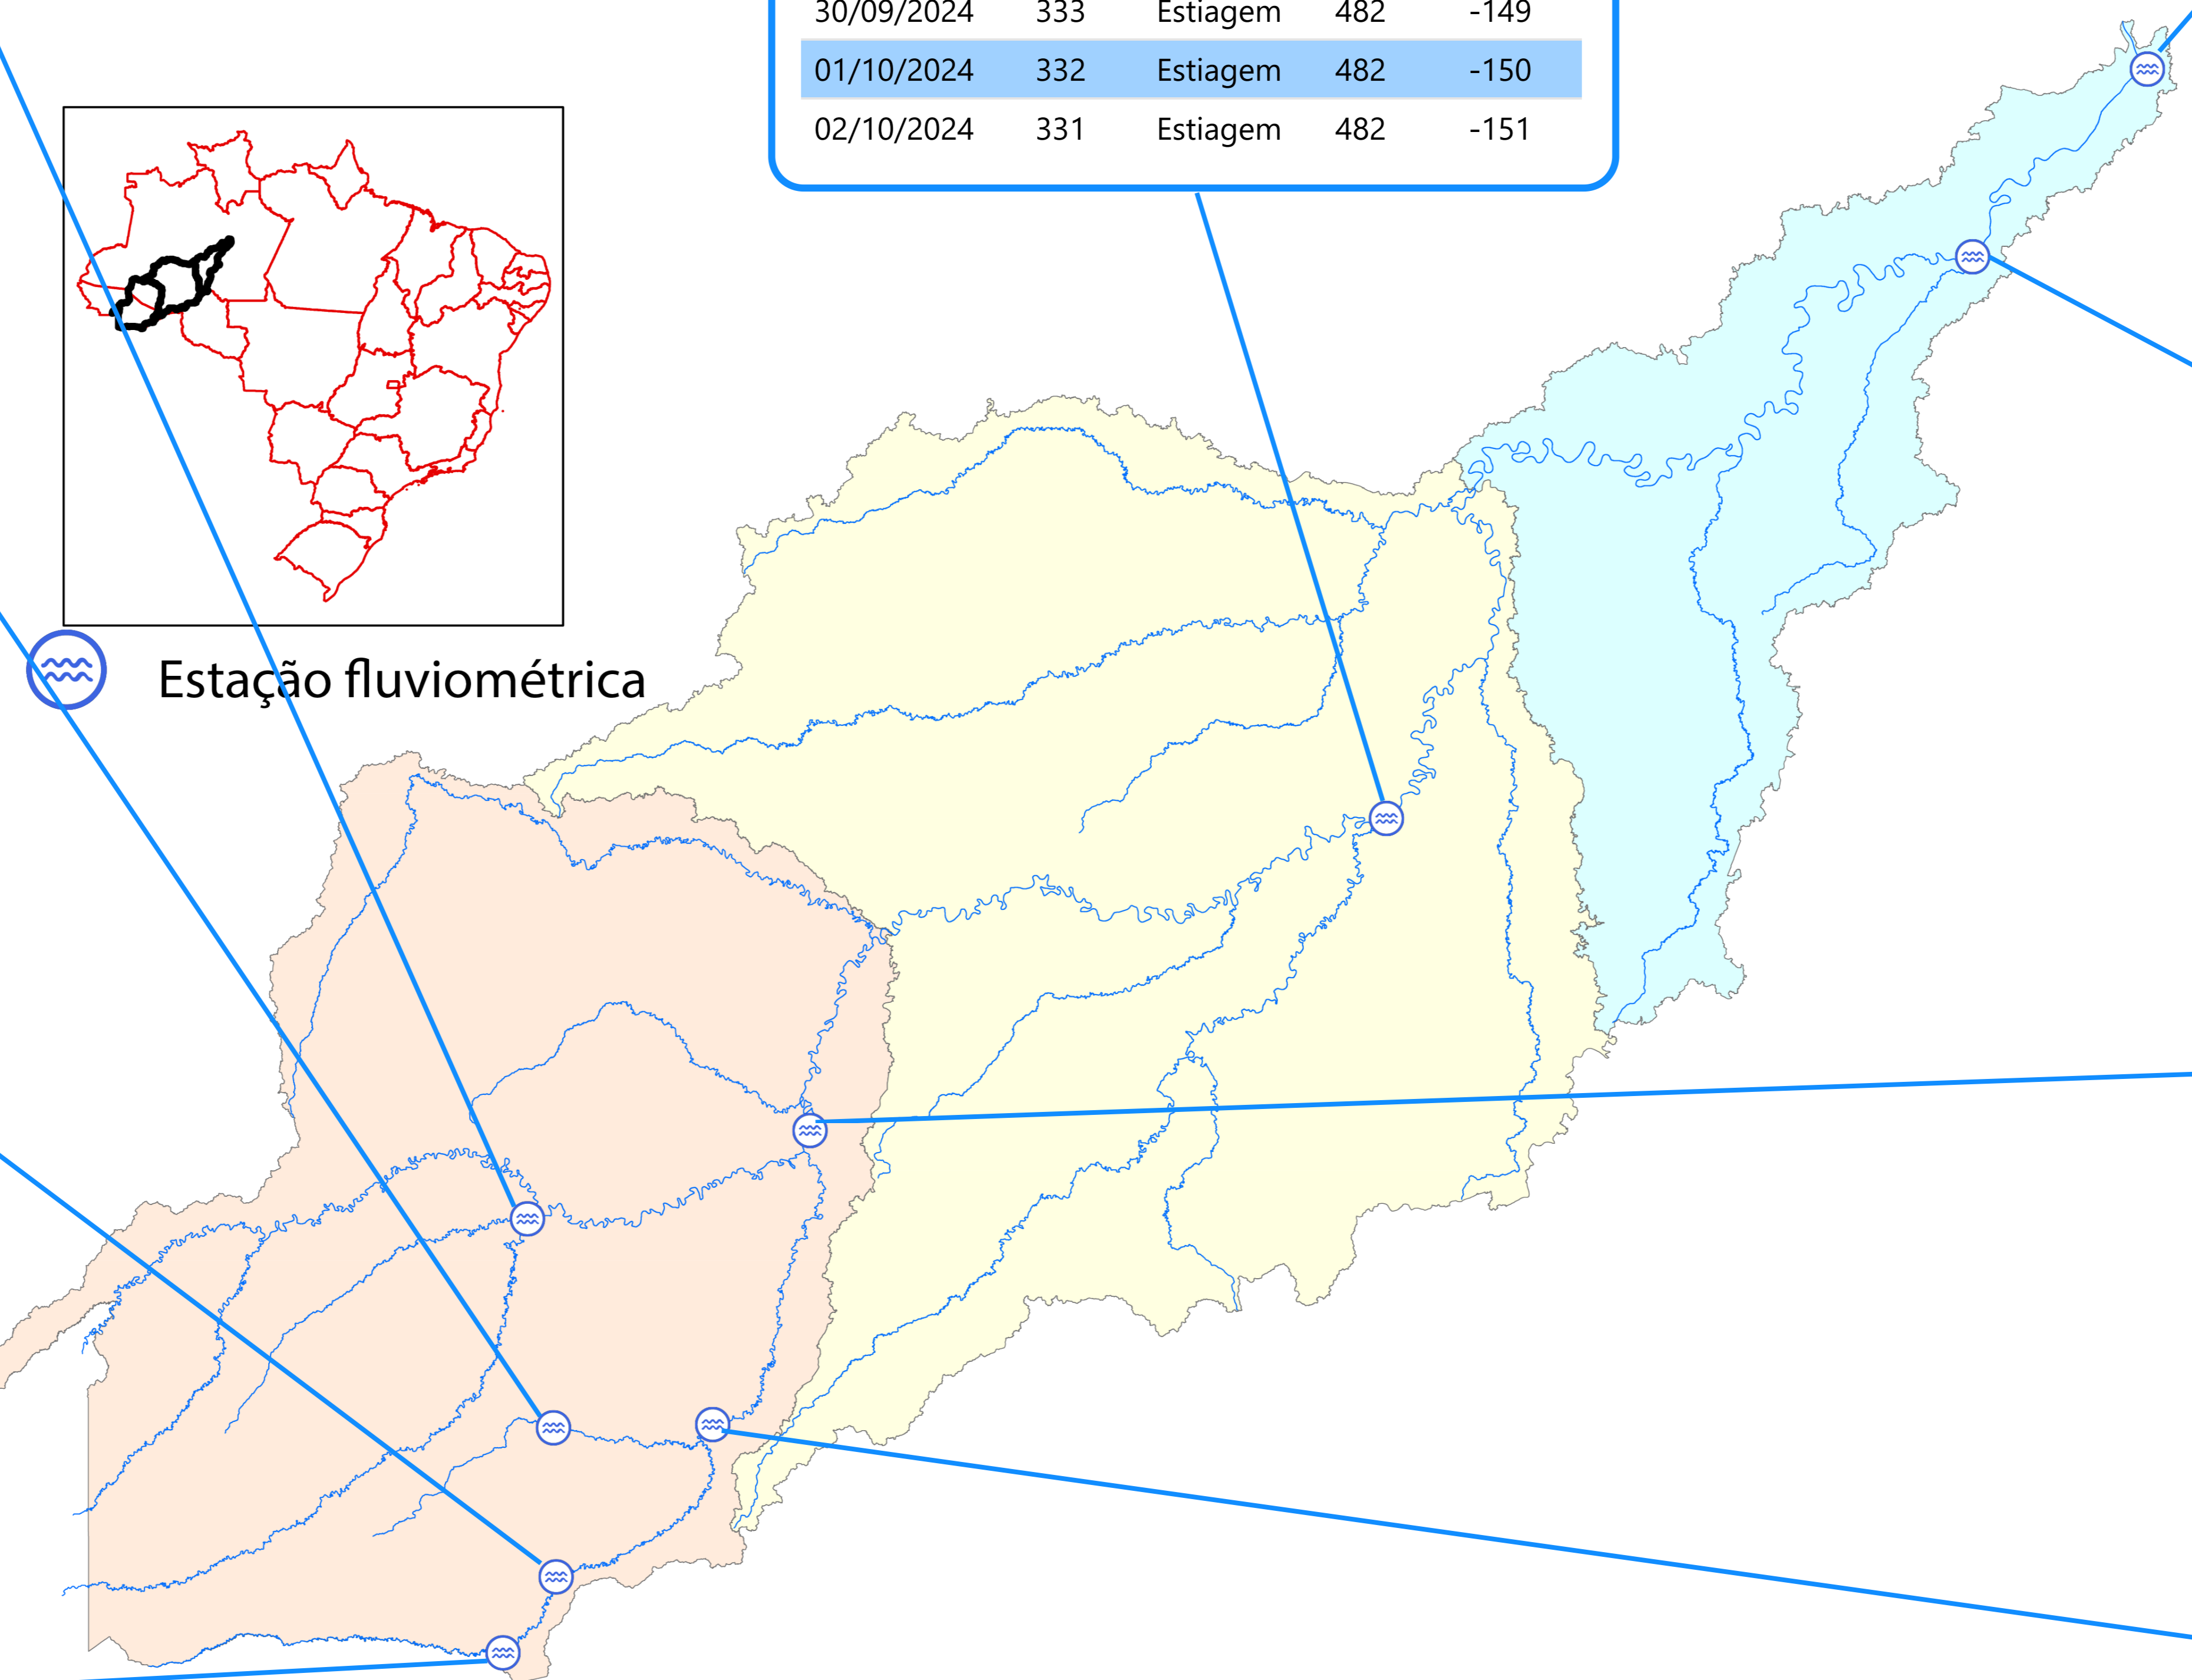 30/09/2024 333 Estiagem 482 -149
01/10/2024 332 Estiagem 482 -150
02/10/2024 331 Estiagem 482 -151
Estação fluviométrica